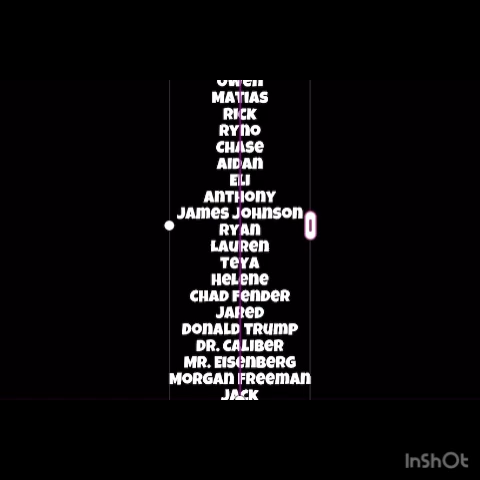 Owen
Matias
Rick
Ryno
Chase
Aidan
Eli
Anthony
James Johnson
Ryan
Lauren
Teya
Helene
Chad Fender
Jared
Donald Trump
Dr. Caliber
Mr. Eisenberg
Morgan Freeman
Jack
InShOt